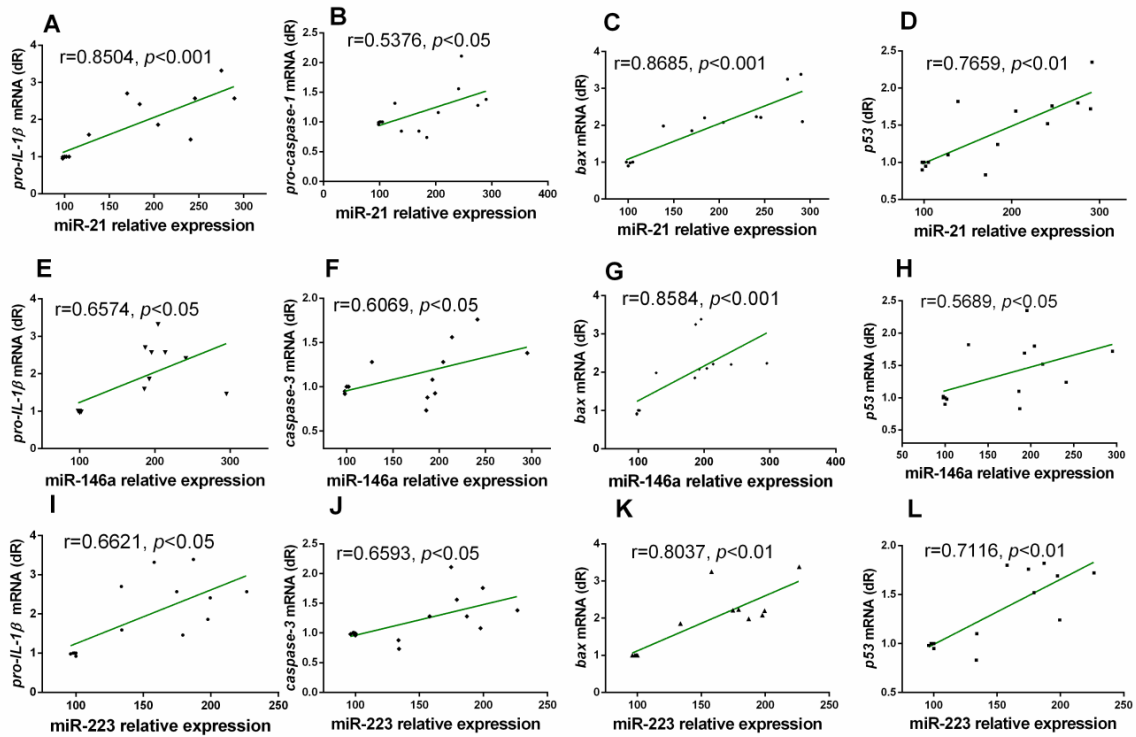 A
r=0.8504, p<0.001
pro-IL-1β mRNA (dR)
4
3
2
1
0
100
150
200
250
300
miR-21 relative expression
B
r=0.5376, p<0.05
pro-caspase-1 mRNA (dR)
2.5
2.0
1.5
1.0
0.5
0.0
0
100
200
300
400
miR-21 relative expression
C
r=0.8685, p<0.001
bax mRNA (dR)
4
3
2
1
0
100
150
200
250
300
miR-21 relative expression
D
r=0.7659, p<0.01
p53 (dR)
2.5
2.0
1.5
1.0
0.5
100
200
300
miR-21 relative expression
E
r=0.6574, p<0.05
pro-IL-1β mRNA (dR)
4
3
2
1
0
100
200
300
miR-146a relative expression
F
r=0.6069, p<0.05
caspase-3 mRNA (dR)
2.0
1.5
1.0
0.5
100
150
200
250
300
miR-146a relative expression
G
r=0.8584, p<0.001
bax mRNA (dR)
4
3
2
1
0
100
200
300
400
miR-146a relative expression
H
r=0.5689, p<0.05
p53 mRNA (dR)
2.5
2.0
1.5
1.0
0.5
50
100
150
200
250
300
miR-146a relative expression
I
r=0.6621, p<0.05
pro-IL-1β mRNA (dR)
4
3
2
1
0
100
150
200
250
miR-223 relative expression
J
r=0.6593, p<0.05
caspase-3 mRNA (dR)
2.5
2.0
1.5
1.0
0.5
0.0
100
150
200
250
miR-223 relative expression
K
r=0.8037, p<0.01
bax mRNA (dR)
4
3
2
1
0
100
150
200
250
miR-223 relative expression
L
r=0.7116, p<0.01
p53 mRNA (dR)
2.0
1.5
1.0
0.5
100
150
200
250
miR-223 relative expression